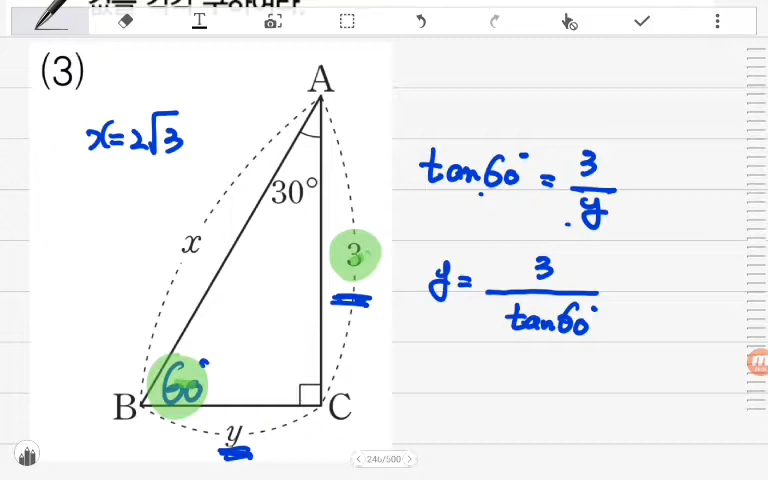 T
(3)
A
x=2√3
30°
x
3
60°
B
C
y
tan60° = 3/y
y = 3/tan60°
246/500